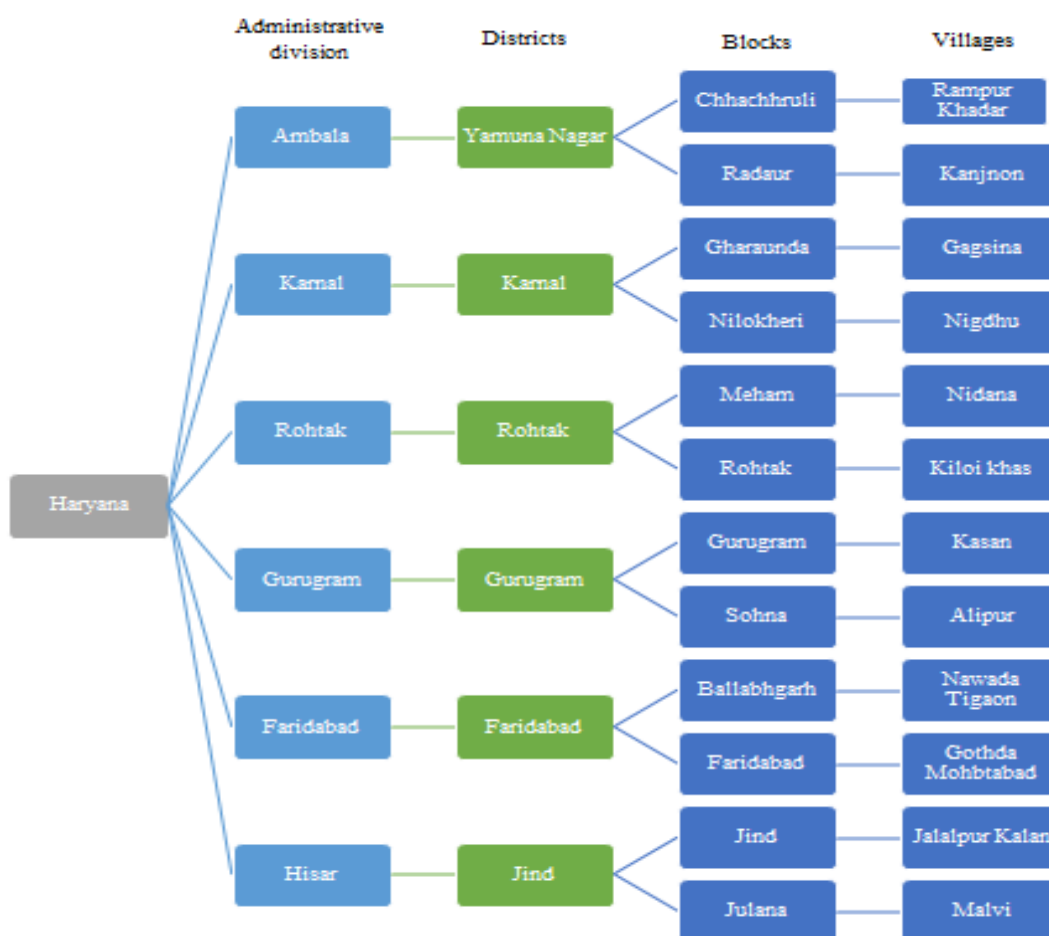 Administrative
division
Districts
Blocks
Villages
Haryana
Ambala
Yamuna Nagar
Chhachhruli
Rampur
Khadar
Radaur
Kanjnon
Karnal
Karnal
Gharaunda
Gagsina
Nilokheri
Nigdhu
Rohtak
Rohtak
Meham
Nidana
Rohtak
Kiloi khas
Gurugram
Gurugram
Gurugram
Kasan
Sohna
Alipur
Faridabad
Faridabad
Ballabhgarh
Nawada
Tigaon
Faridabad
Gothda
Mohbtabad
Hisar
Jind
Jind
Jalalpur Kalan
Julana
Malvi